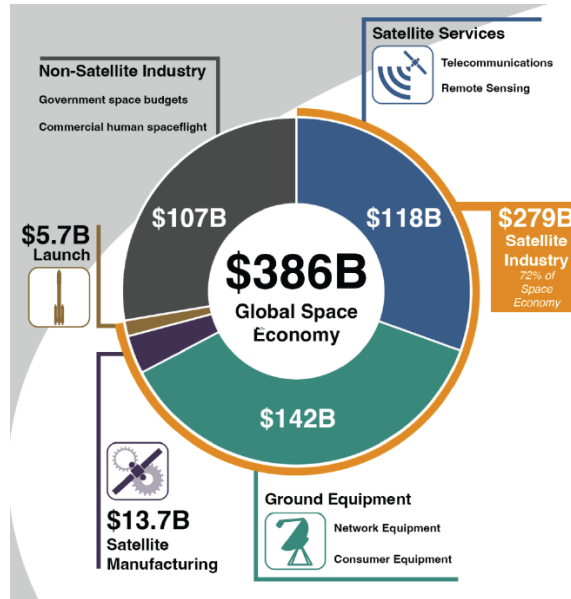 Satellite Services
Telecommunications
Remote Sensing
Non-Satellite Industry
Government space budgets
Commercial human spaceflight
$107B
$118B
$279B
Satellite
Industry
72% of
Space
Economy
$5.7B
Launch
$386B
Global Space
Economy
$142B
$13.7B
Satellite
Manufacturing
Ground Equipment
Network Equipment
Consumer Equipment